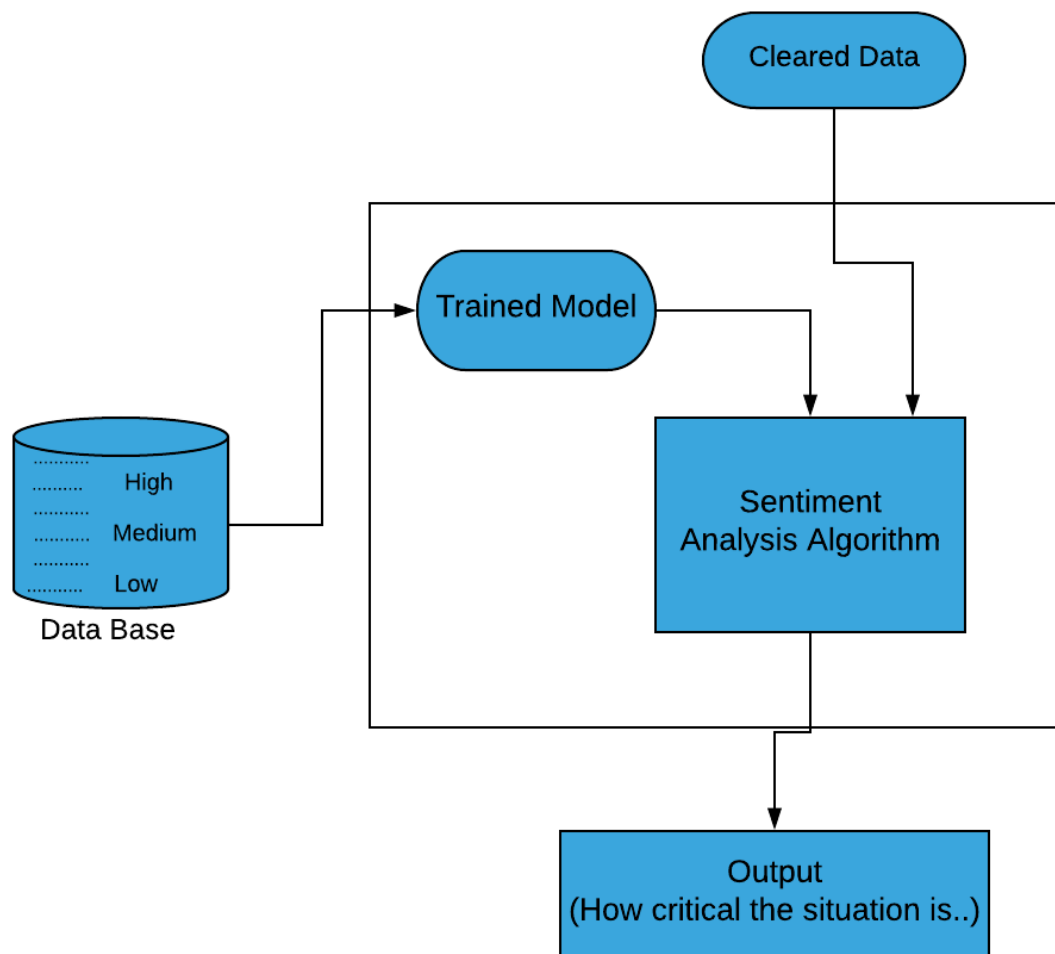 Cleared Data
Trained Model
...........
.......... High
...........
........... Medium
...........
........... Low
Data Base
Sentiment
Analysis Algorithm
Output
(How critical the situation is..)